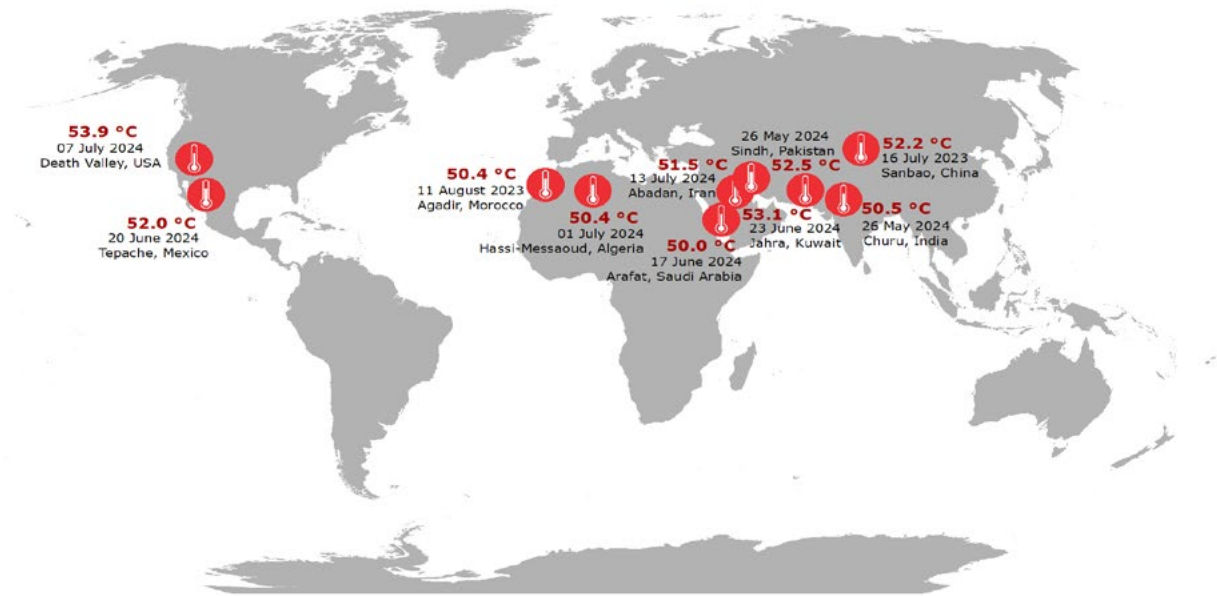 53.9 °C
07 July 2024
Death Valley, USA
52.0 °C
20 June 2024
Tepache, Mexico
50.4 °C
11 August 2023
Agadir, Morocco
50.4 °C
01 July 2024
Hassi-Messaoud, Algeria
51.5 °C
13 July 2024
Abadan, Iran
50.0 °C
17 June 2024
Arafat, Saudi Arabia
53.1 °C
23 June 2024
Jahra, Kuwait
26 May 2024
Sindh, Pakistan
52.5 °C
52.2 °C
16 July 2023
Sanbao, China
50.5 °C
26 May 2024
Churu, India